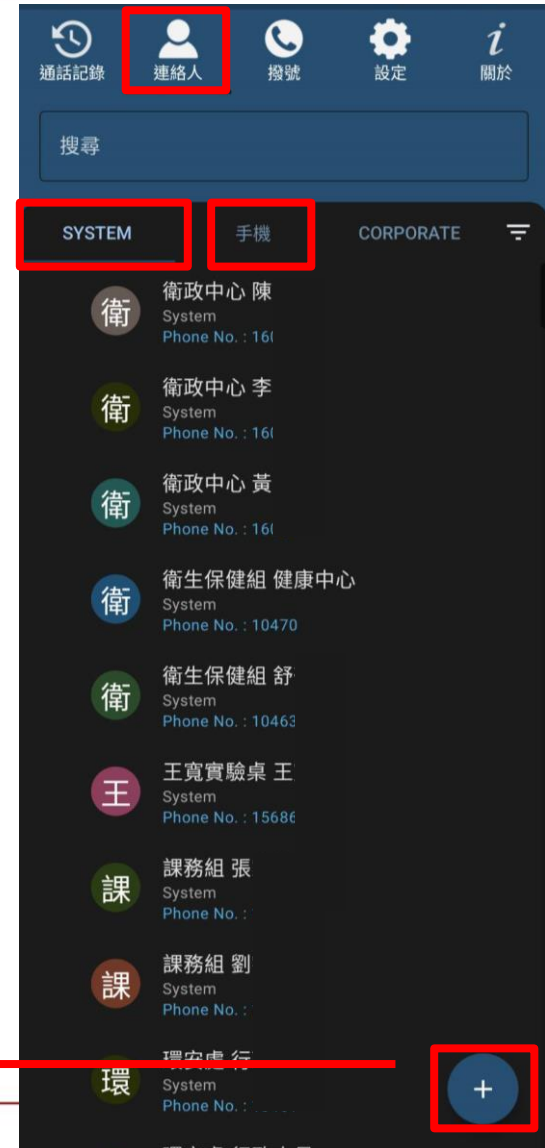 通話記錄
連絡人
撥號
設定
關於
搜尋
SYSTEM
手機
CORPORATE
衛
衛政中心 陳
System
Phone No. : 16
衛
衛政中心 李
System
Phone No. : 16
衛
衛政中心 黃
System
Phone No. : 16
衛
衛生保健組 健康中心
System
Phone No. : 10470
衛
衛生保健組 舒
System
Phone No. : 10463
王
王寬實驗桌 王
System
Phone No. : 15686
課
課務組 張
System
Phone No. :
課
課務組 劉
System
Phone No. :
環
環安處 行
System
Phone No. :
+